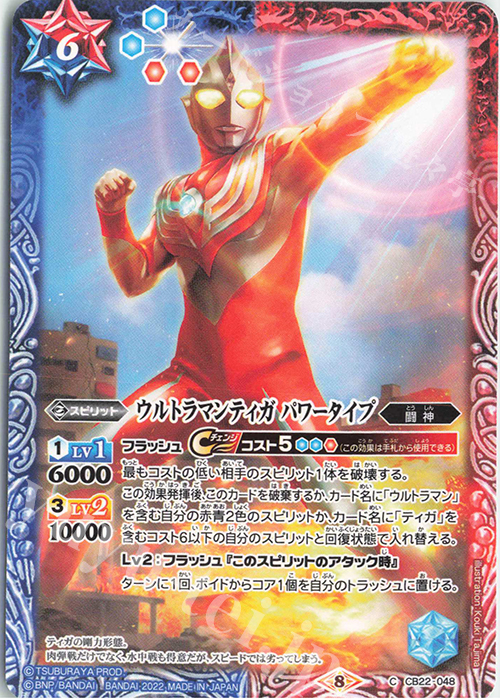 6
スピリット
ウルトラマンティガ パワータイプ
闘神
1 LV1
6000
3 LV2
10000
フラッシュ チェンジ コスト5 (この効果は手札から使用できる)
最もコストの低い相手のスピリット1体を破壊する。
この効果発揮後、このカードを破棄するか、カード名に「ウルトラマン」
を含む自分の赤青2色のスピリットか、カード名に「ティガ」を
含むコスト6以下の自分のスピリットと回復状態で入れ替える。
Lv2:フラッシュ『このスピリットのアタック時』
ターンに1回、ボイドからコア1個を自分のトラッシュに置ける。
ティガの剛力形態。
肉弾戦だけでなく、水中戦も得意だが、スピードでは劣ってしまう。
illustration Kouki Tajima
©TSUBURAYA PROD.
©BNP/BANDAI BANDAI 2022 MADE IN JAPAN
8
C CB22-048